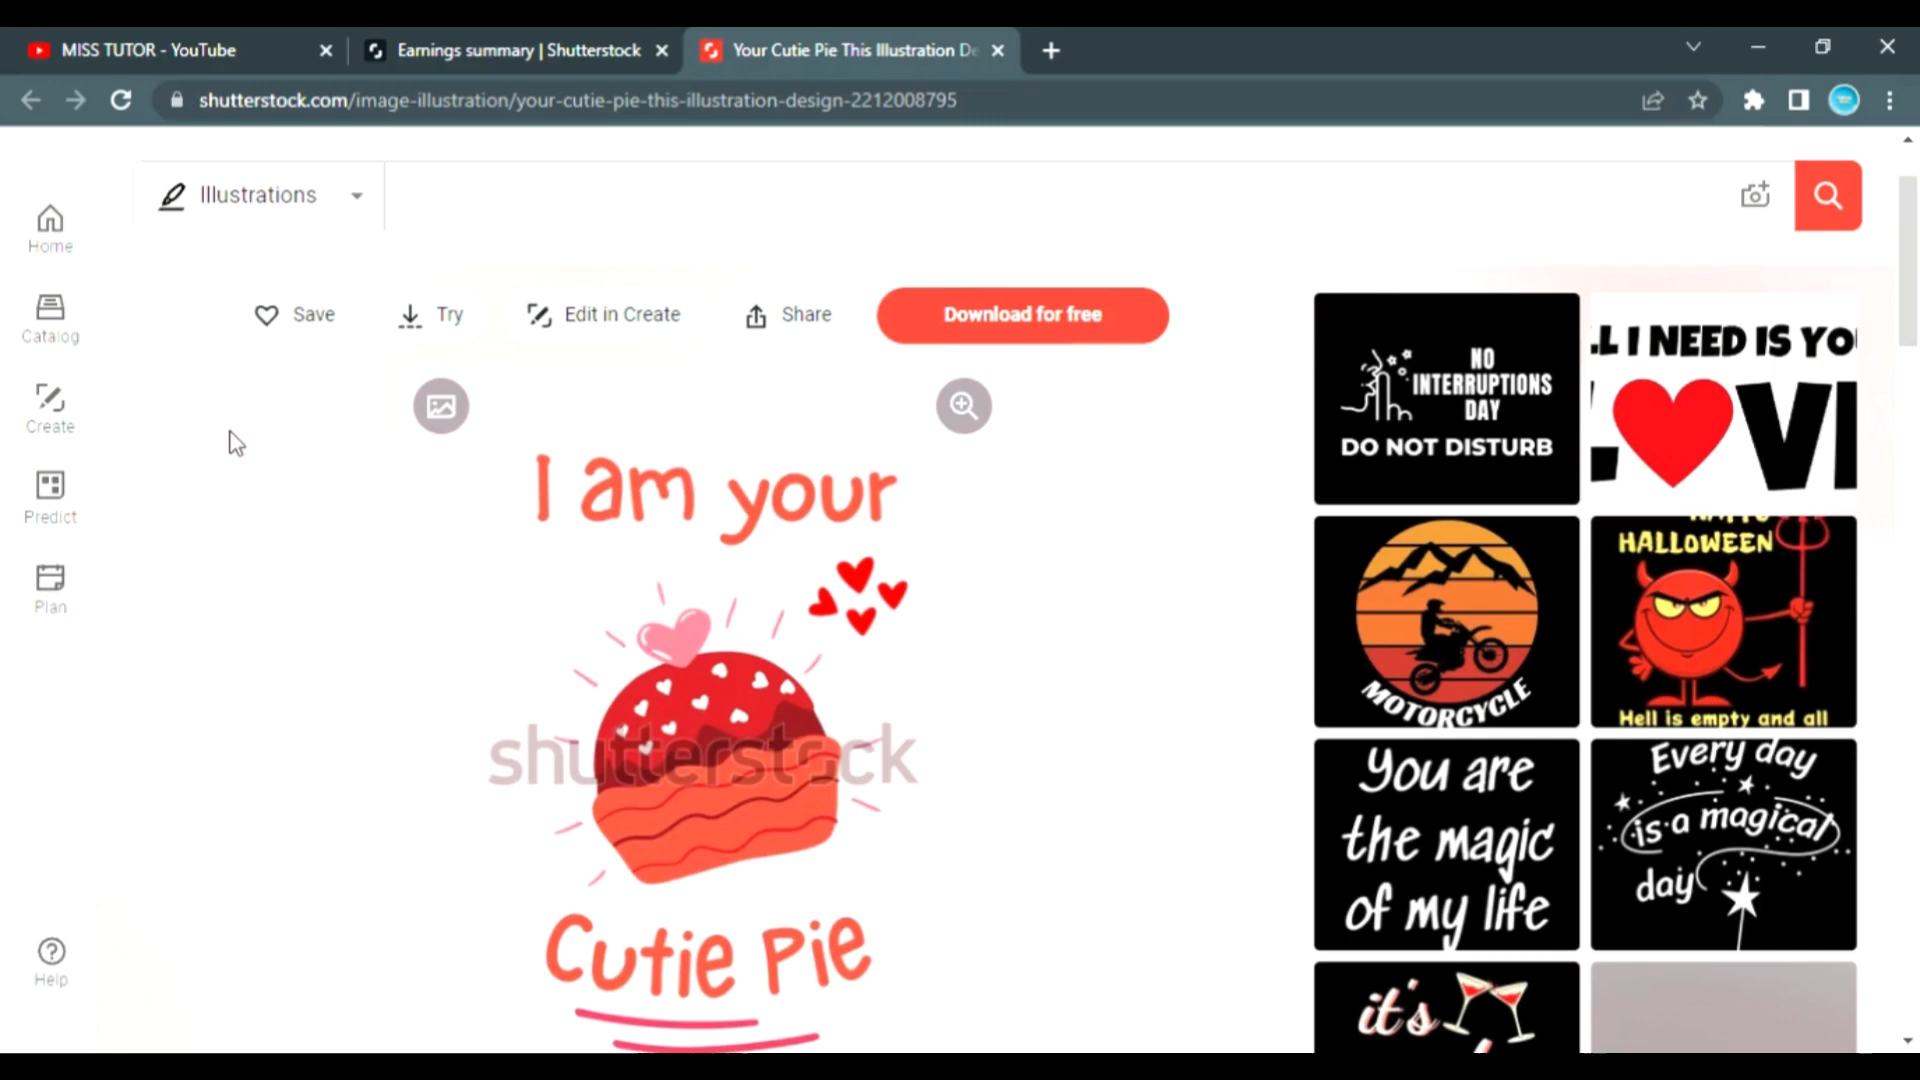 MISS TUTOR - YouTube
Earnings summary | Shutterstock
Your Cutie Pie This Illustration De
shutterstock.com/image-illustration/your-cutie-pie-this-illustration-design-2212008795
Illustrations
Home
Catalog
Create
Predict
Plan
Help
Save
Try
Edit in Create
Share
Download for free
I am your
shutterstock
Cutie Pie
NO
INTERRUPTIONS
DAY
DO NOT DISTURB
LL I NEED IS YO
LOVE
MOTORCYCLE
HAPPY
HALLOWEEN
Hell is empty and all
You are
the magic
of my life
Every day
is a magical
day
it's